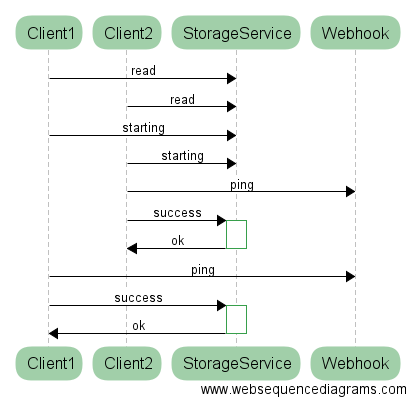 Client1 Client2 StorageService Webhook
read
read
starting
starting
ping
success
ok
ping
success
ok
Client1 Client2 StorageService Webhook
www.websequencediagrams.com